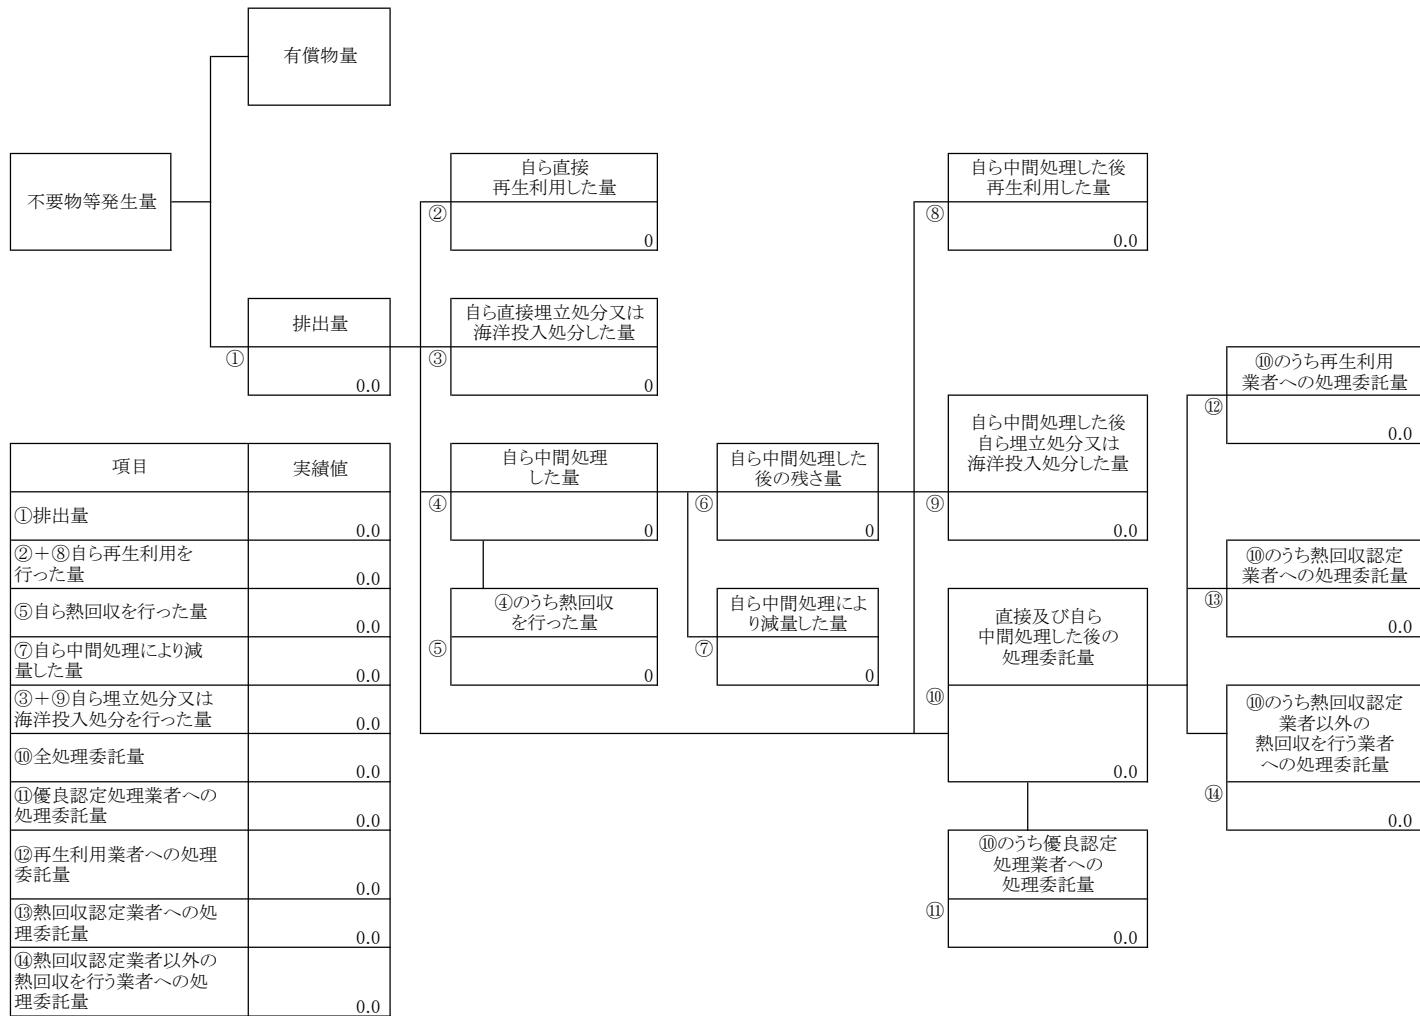 有償物量
不要物等発生量
自ら直接
再生利用した量
②
0
自ら中間処理した後
再生利用した量
⑧
0.0
排出量
①
0.0
自ら直接埋立処分又は
海洋投入処分した量
③
0
⑩のうち再生利用
業者への処理委託量
⑫
0.0
自ら中間処理
した量
④
0
自ら中間処理した
後の残さ量
⑥
0
自ら中間処理した後
自ら埋立処分又は
海洋投入処分した量
⑨
0.0
④のうち熱回収
を行った量
⑤
0
自ら中間処理によ
り減量した量
⑦
0
直接及び自ら
中間処理した後の
処理委託量
⑩
0.0
⑩のうち熱回収認定
業者への処理委託量
⑬
0.0
⑩のうち熱回収認定
業者以外の
熱回収を行う業者
への処理委託量
⑭
0.0
⑩のうち優良認定
処理業者への
処理委託量
⑪
0.0
項目 実績値
①排出量
0.0
②＋⑧自ら再生利用を
行った量
0.0
⑤自ら熱回収を行った量
0.0
⑦自ら中間処理により減
量した量
0.0
③＋⑨自ら埋立処分又は
海洋投入処分を行った量
0.0
⑩全処理委託量
0.0
⑪優良認定処理業者への
処理委託量
0.0
⑫再生利用業者への処理
委託量
0.0
⑬熱回収認定業者への処
理委託量
0.0
⑭熱回収認定業者以外の
熱回収を行う業者への処
理委託量
0.0